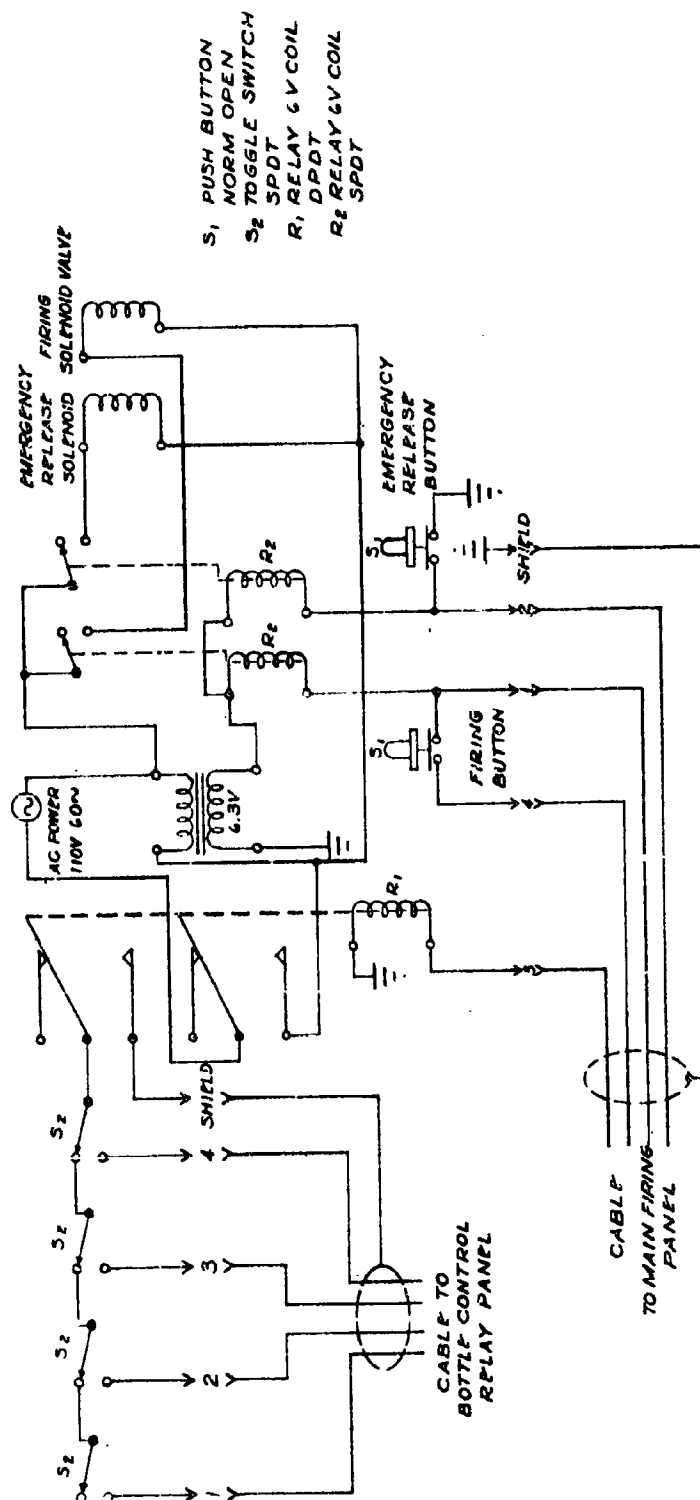 EMERGENCY
RELEASE
SOLENOID
FIRING
SOLENOID VALVE
S1 PUSH BUTTON
NORM OPEN
S2 TOGGLE SWITCH
SPDT
R1 RELAY 6V COIL
DPDT
R2 RELAY 6V COIL
SPDT
AC POWER
110V 60~
6.3V
R2
R2
R1
S2
S2
S2
S2
1
2
3
4
SHIELD
CABLE TO
BOTTLE CONTROL
RELAY PANEL
S1
FIRING
BUTTON
S1
EMERGENCY
RELEASE
BUTTON
4
2
SHIELD
CABLE
TO MAIN FIRING
PANEL